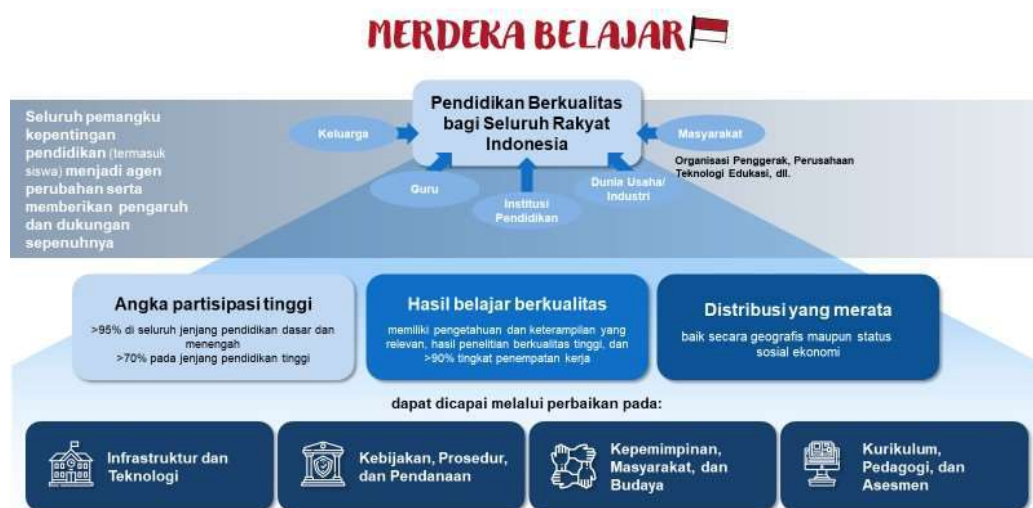 MERDEKA BELAJAR
Pendidikan Berkualitas
bagi Seluruh Rakyat
Indonesia
Seluruh pemangku
kepentingan
pendidikan (termasuk
siswa) menjadi agen
perubahan serta
memberikan pengaruh
dan dukungan
sepenuhnya
Keluarga
Guru
Institusi
Pendidikan
Dunia Usaha/
Industri
Masyarakat
Organisasi Penggerak, Perusahaan
Teknologi Edukasi, dll.
Angka partisipasi tinggi
>95% di seluruh jenjang pendidikan dasar dan
menengah
>70% pada jenjang pendidikan tinggi
Hasil belajar berkualitas
memiliki pengetahuan dan keterampilan yang
relevan, hasil penelitian berkualitas tinggi, dan
>90% tingkat penempatan kerja
Distribusi yang merata
baik secara geografis maupun status
sosial ekonomi
dapat dicapai melalui perbaikan pada:
Infrastruktur dan
Teknologi
Kebijakan, Prosedur,
dan Pendanaan
Kepemimpinan,
Masyarakat, dan
Budaya
Kurikulum,
Pedagogi, dan
Asesmen